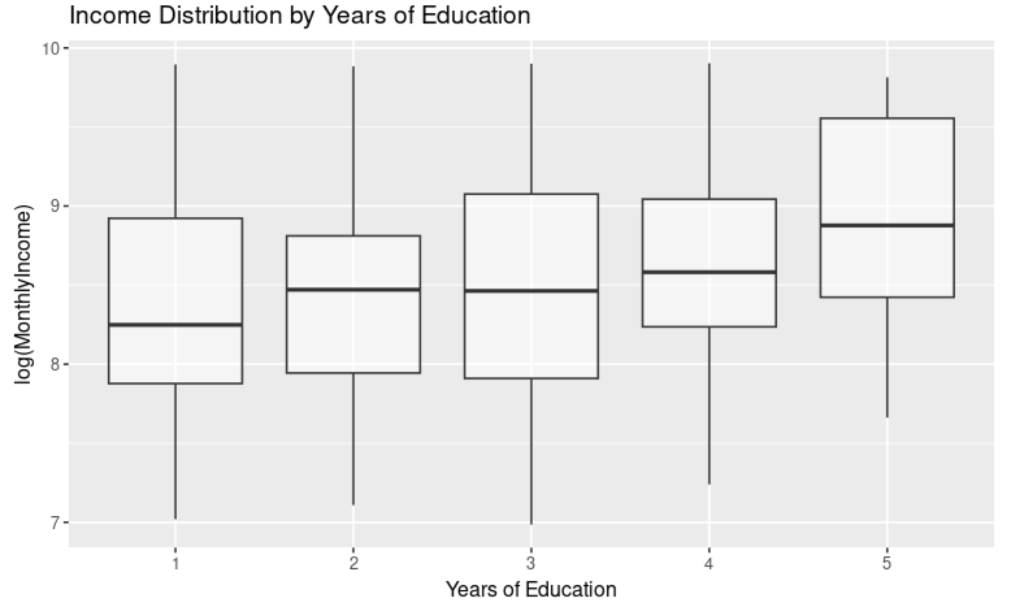 Income Distribution by Years of Education
10
9
8
7
log(MonthlyIncome)
1 2 3 4 5
Years of Education